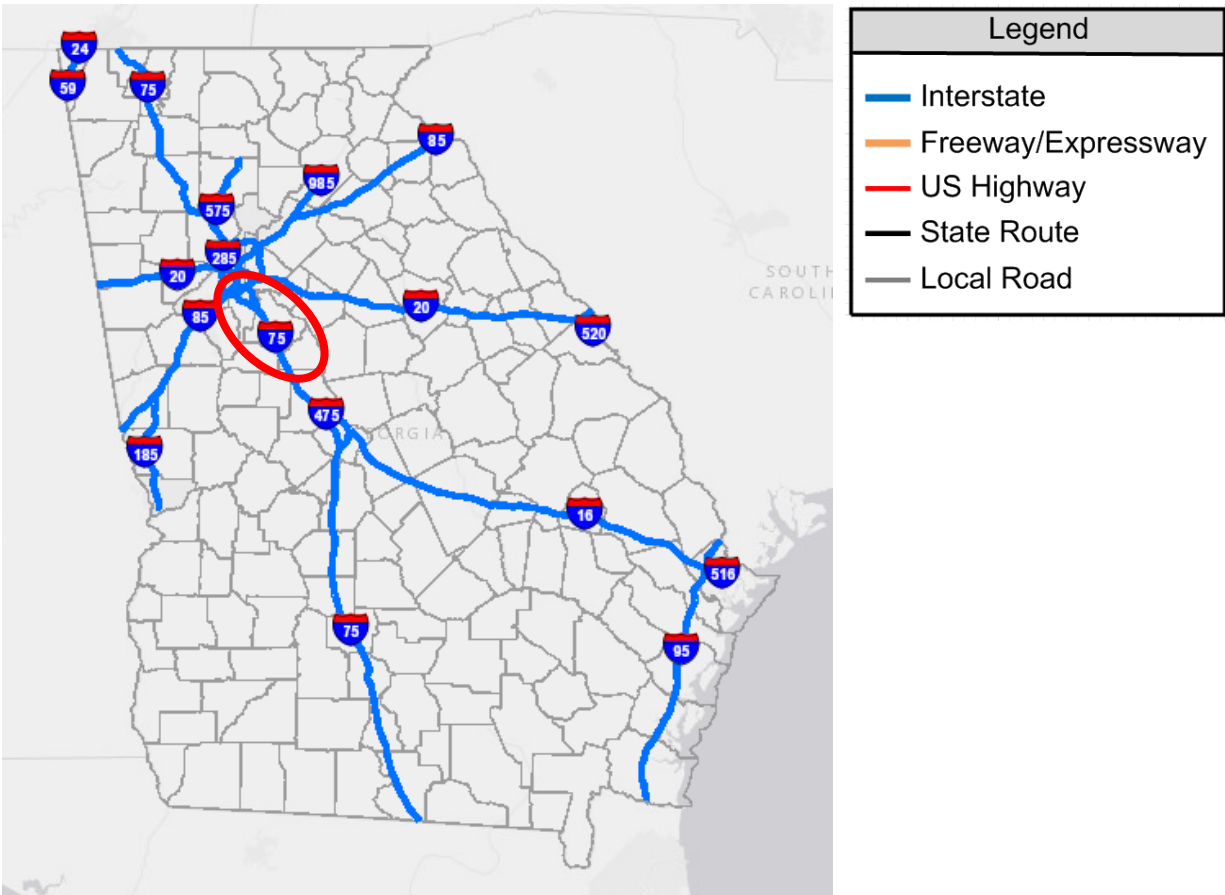 24
59
75
85
985
575
285
20
SOUTH
CAROLI
85
20
75
520
475
GEORGIA
185
16
516
75
95
Legend
Interstate
Freeway/Expressway
US Highway
State Route
Local Road